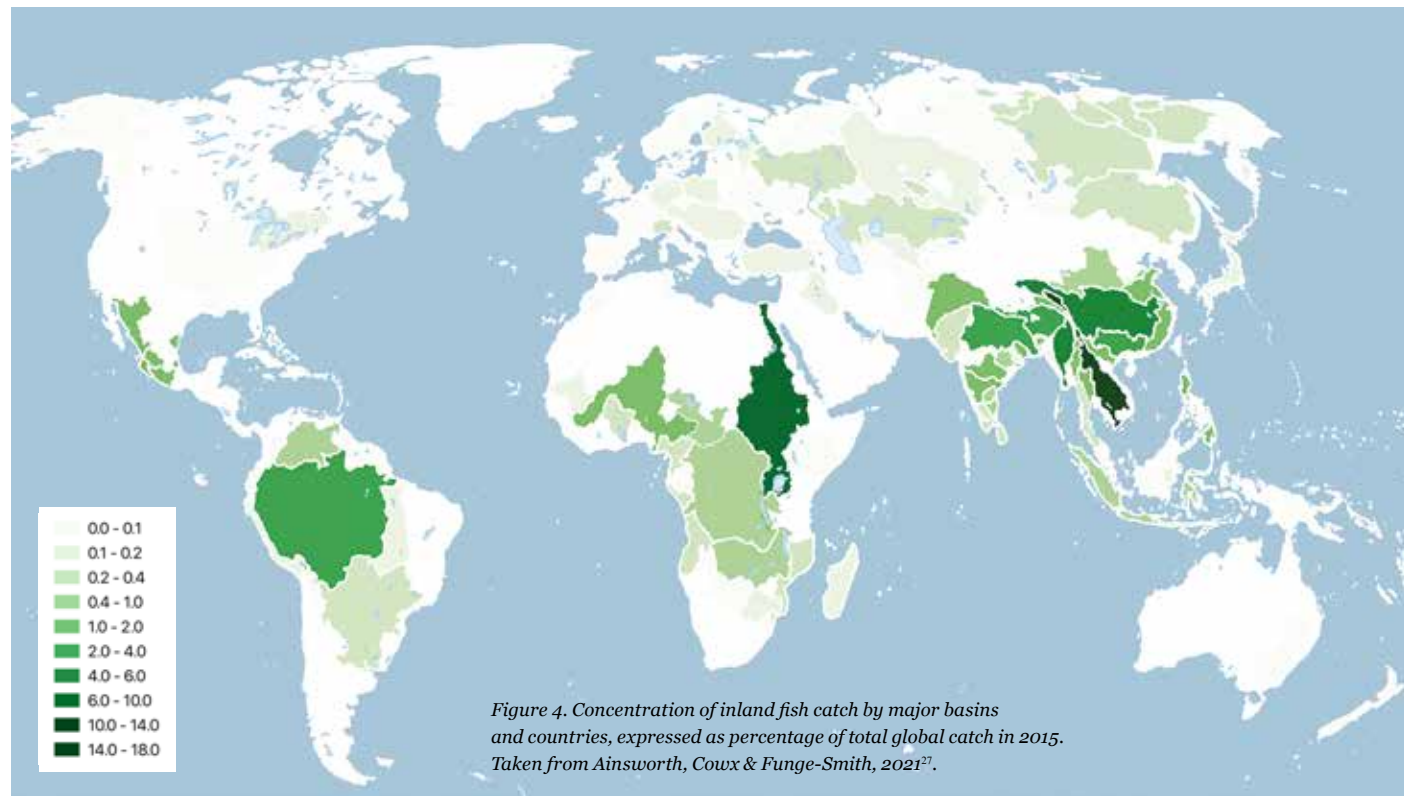 0.0 - 0.1
0.1 - 0.2
0.2 - 0.4
0.4 - 1.0
1.0 - 2.0
2.0 - 4.0
4.0 - 6.0
6.0 - 10.0
10.0 - 14.0
14.0 - 18.0
Figure 4. Concentration of inland fish catch by major basins
and countries, expressed as percentage of total global catch in 2015.
Taken from Ainsworth, Cowx & Funge-Smith, 2021²⁷.